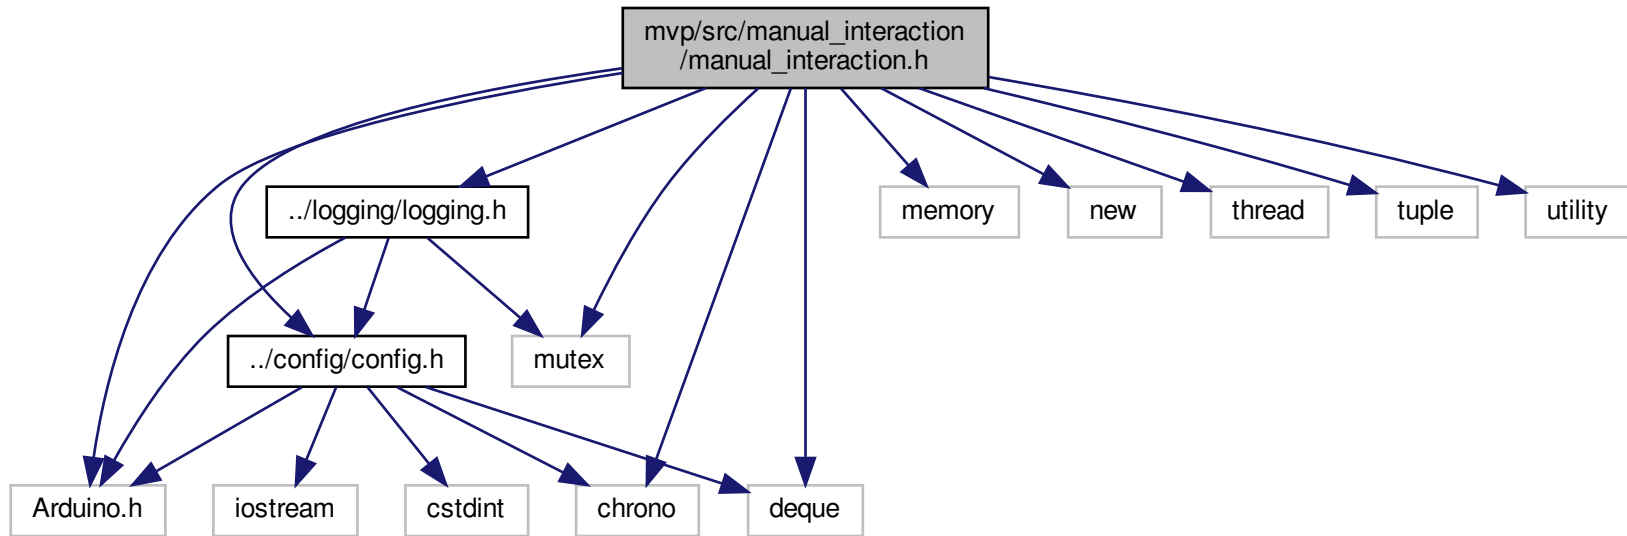 mvp/src/manual_interaction
/manual_interaction.h
../logging/logging.h
memory
new
thread
tuple
utility
../config/config.h
mutex
Arduino.h
iostream
cstdint
chrono
deque